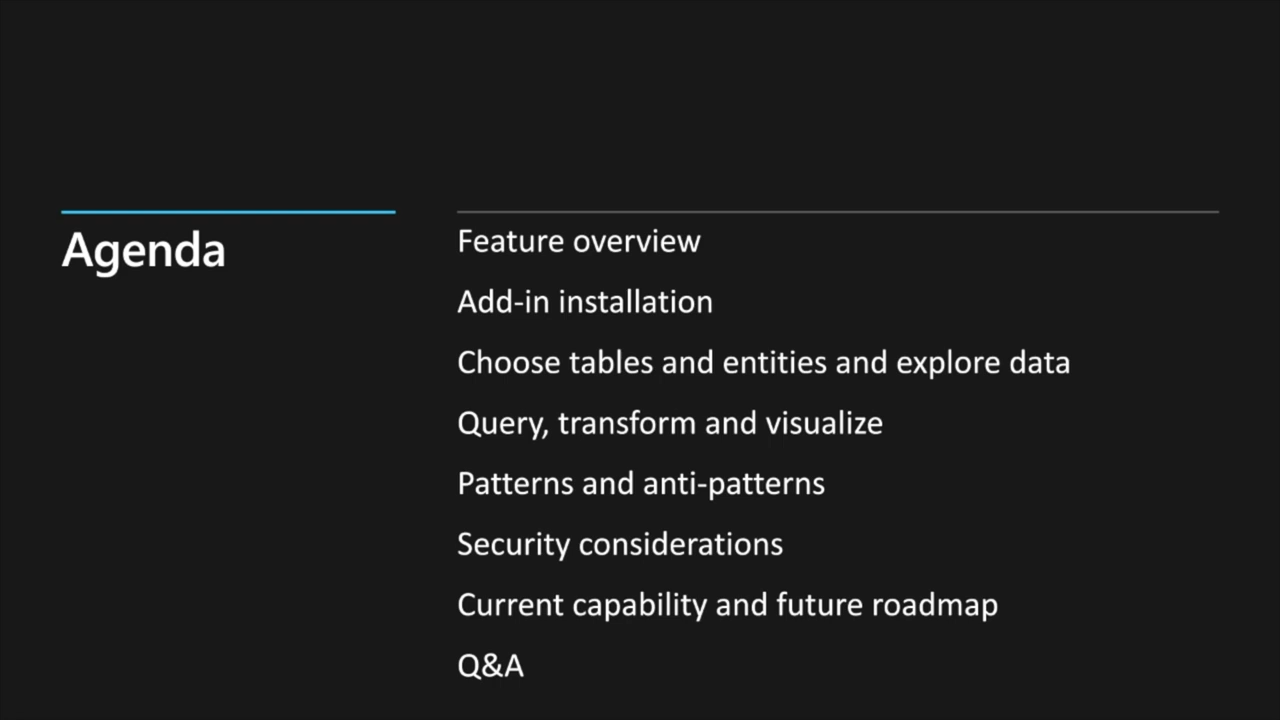 Agenda
Feature overview
Add-in installation
Choose tables and entities and explore data
Query, transform and visualize
Patterns and anti-patterns
Security considerations
Current capability and future roadmap
Q&A